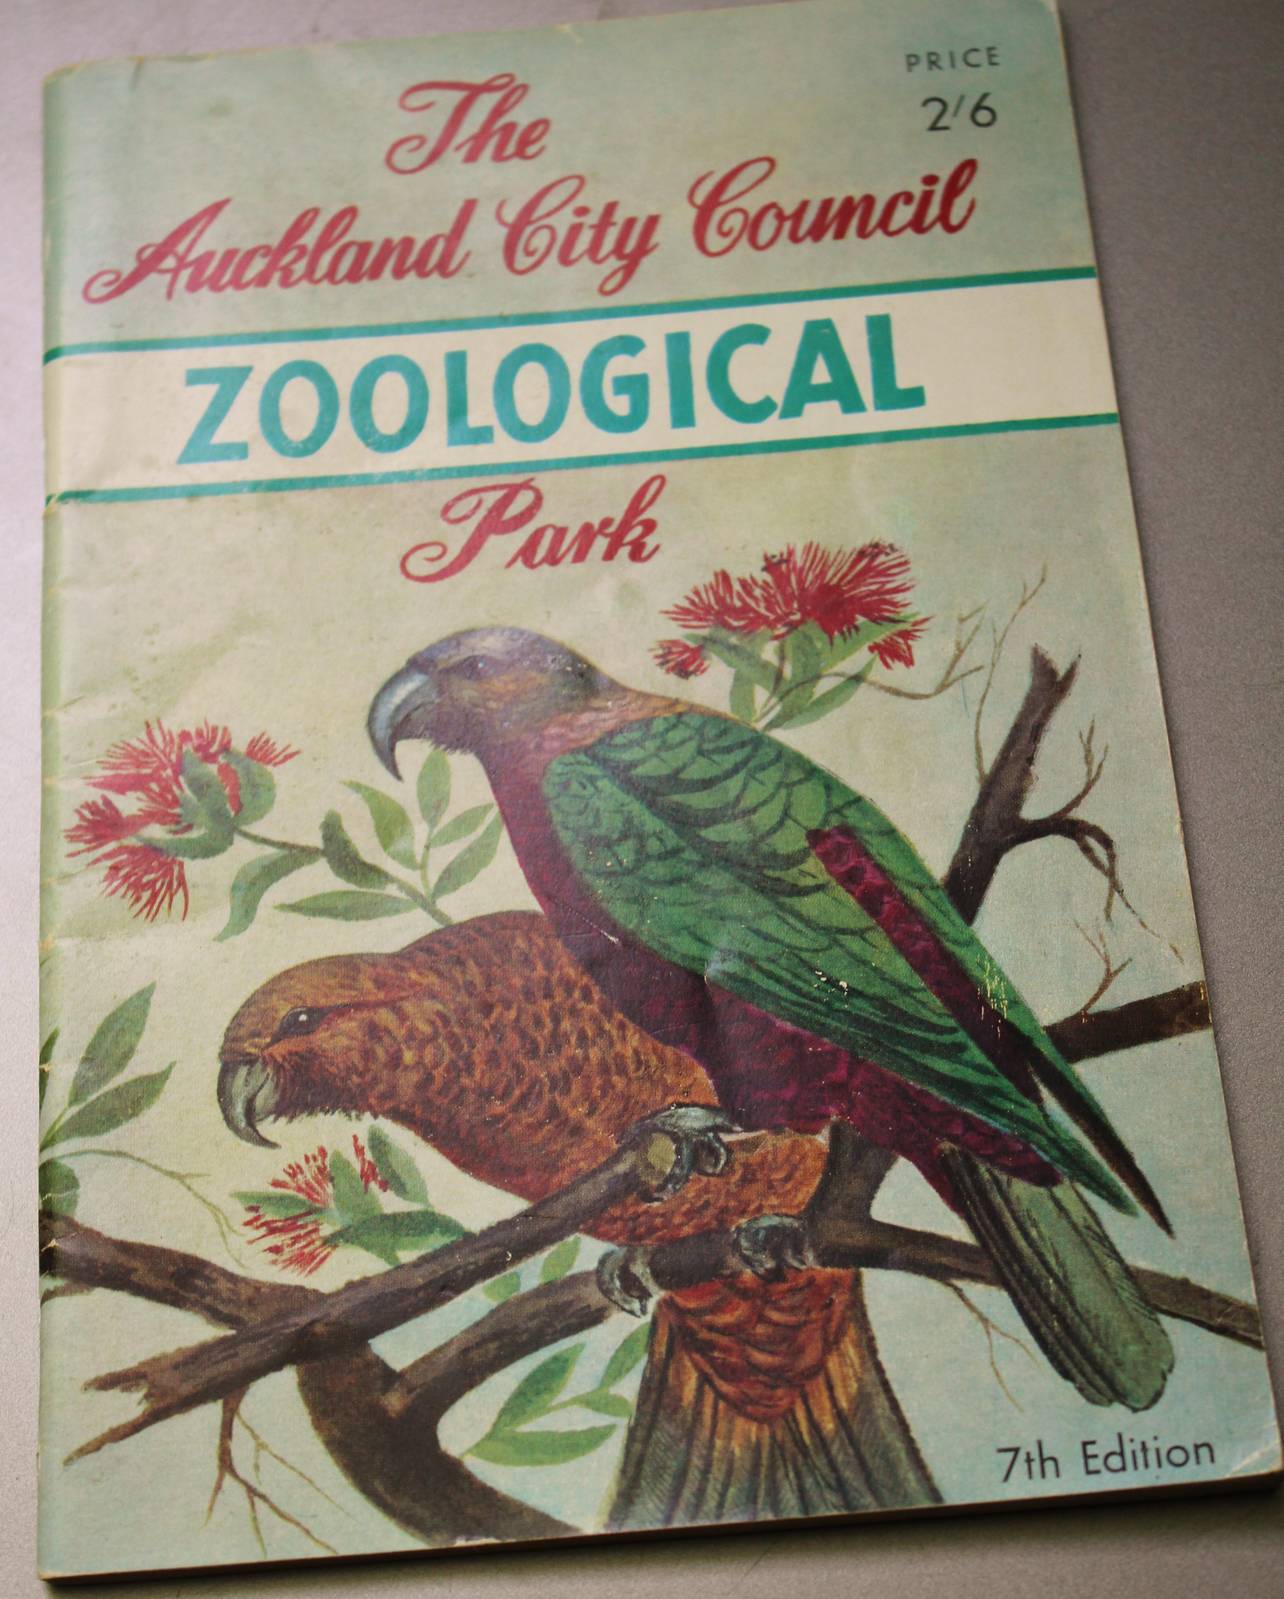 PRICE
2/6
The
Auckland City Council
ZOOLOGICAL
Park
7th Edition